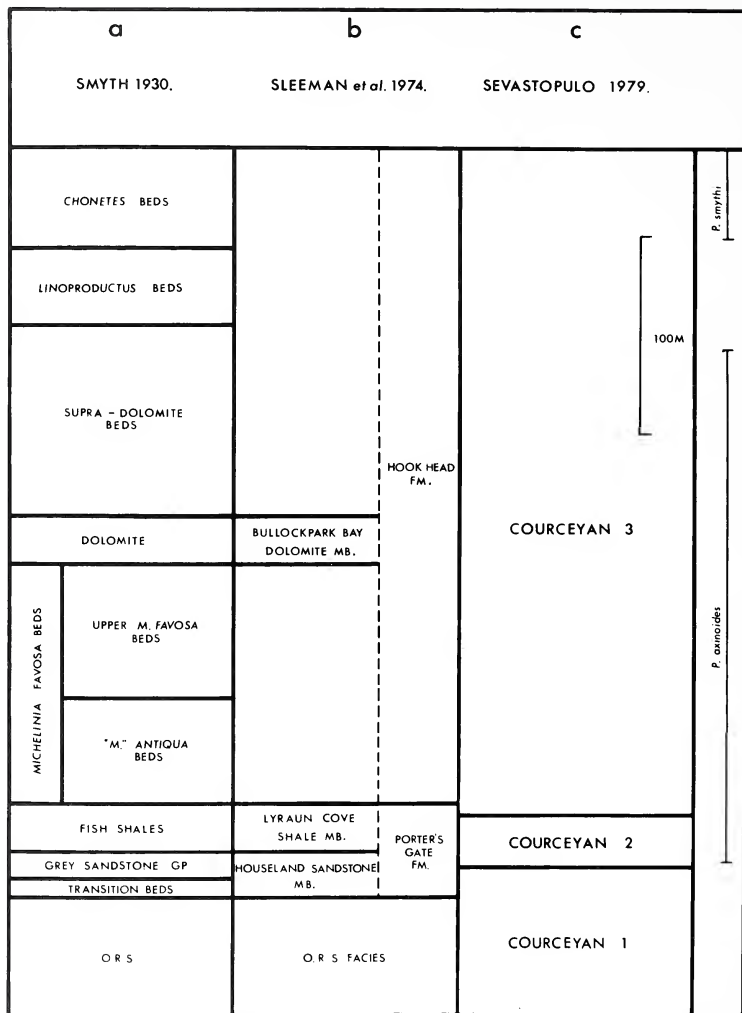 a
b
c
SMYTH 1930.
SLEEMAN et al. 1974.
SEVASTOPULO 1979.
CHONETES BEDS
LINOPRODUCTUS BEDS
SUPRA - DOLOMITE
BEDS
DOLOMITE
MICHELINIA FAVOSA BEDS
UPPER M. FAVOSA
BEDS
"M." ANTIQUA
BEDS
FISH SHALES
GREY SANDSTONE GP
TRANSITION BEDS
O R S
BULLOCKPARK BAY
DOLOMITE MB.
LYRAUN COVE
SHALE MB.
HOUSELAND SANDSTONE
MB.
O. R S FACIES
HOOK HEAD
FM.
PORTER'S
GATE
FM.
100M
COURCEYAN 3
COURCEYAN 2
COURCEYAN 1
P. smythi
P. axinoides